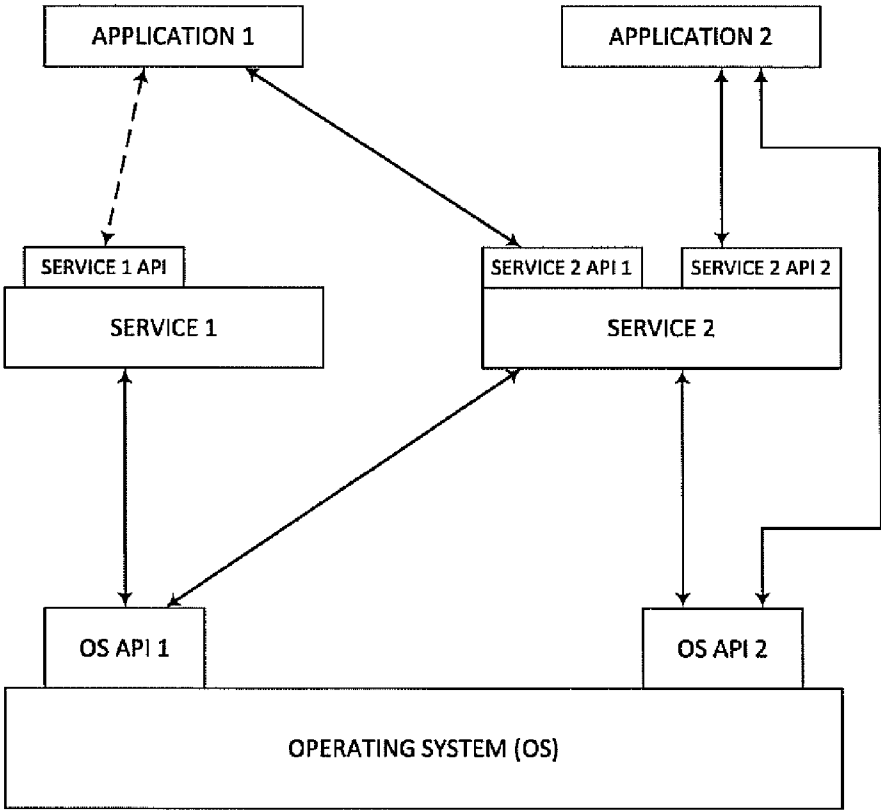 APPLICATION 1
APPLICATION 2
SERVICE 1 API
SERVICE 2 API 1
SERVICE 2 API 2
SERVICE 1
SERVICE 2
OS API 1
OS API 2
OPERATING SYSTEM (OS)